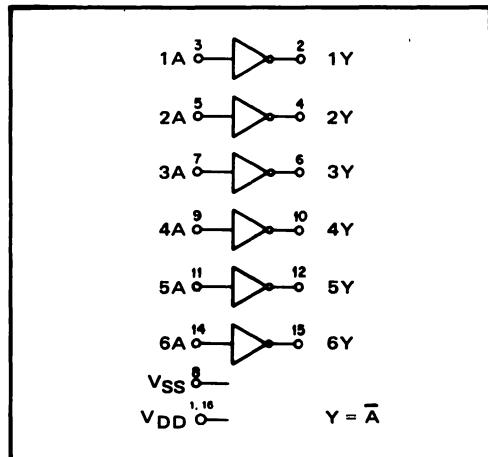 1A 3 2 1Y
2A 5 4 2Y
3A 7 6 3Y
4A 9 10 4Y
5A 11 12 5Y
6A 14 15 6Y
VSS 8
VDD 1, 16 Y = A̅